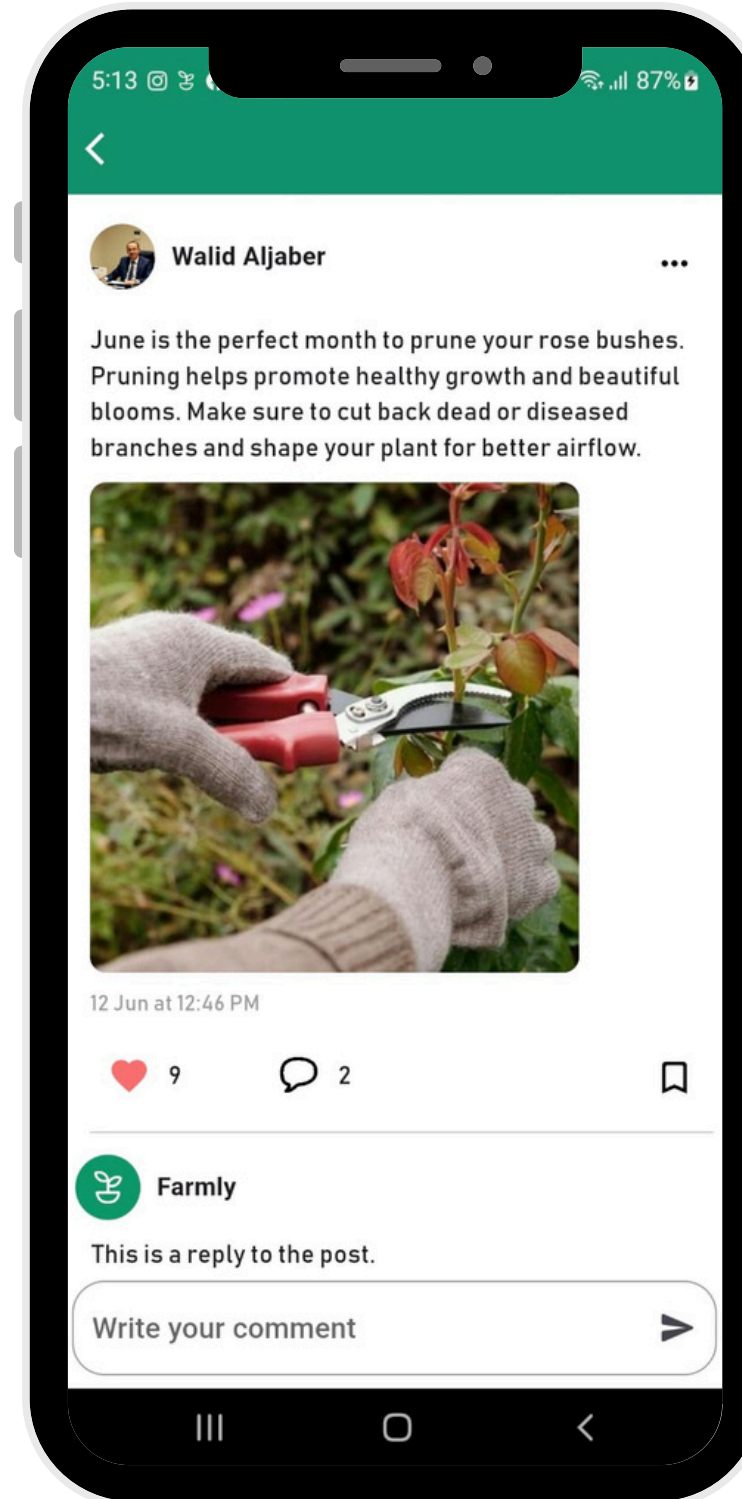 5:13
87%
Walid Aljaber
June is the perfect month to prune your rose bushes.
Pruning helps promote healthy growth and beautiful
blooms. Make sure to cut back dead or diseased
branches and shape your plant for better airflow.
12 Jun at 12:46 PM
9
2
Farmly
This is a reply to the post.
Write your comment